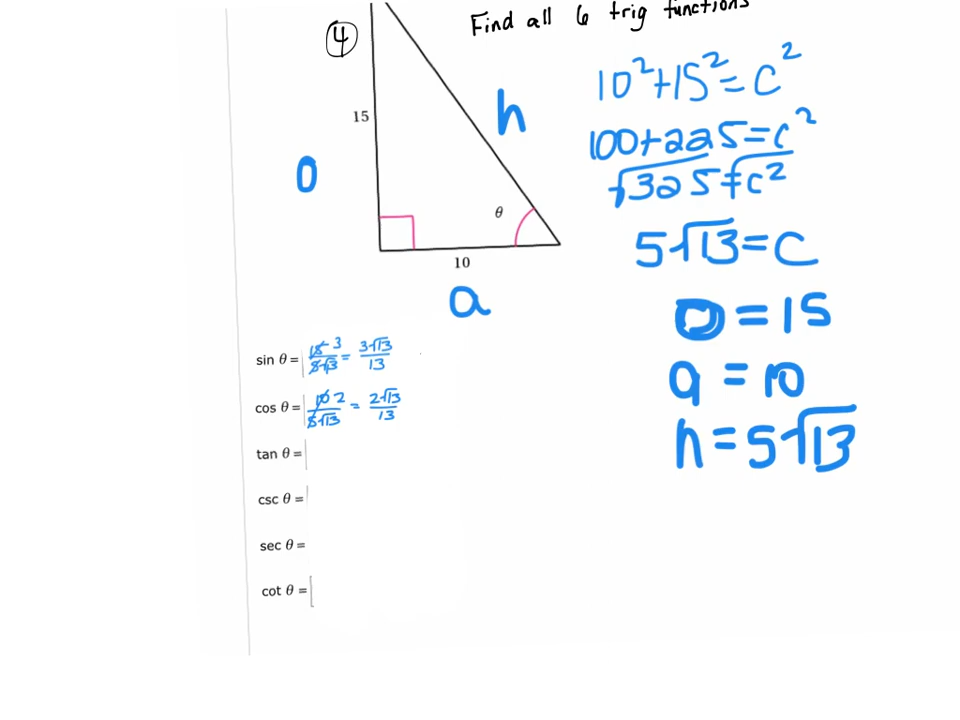 ④ Find all 6 trig functions
10²+15²=c²
15
h
100+225=c²
√325=√c²
O
θ
5√13=C
10
a
O=15
a=10
h=5√13
sin θ = 15 3/5√13 = 3√13/13
cos θ = 10 2/5√13 = 2√13/13
tan θ =
csc θ =
sec θ =
cot θ =